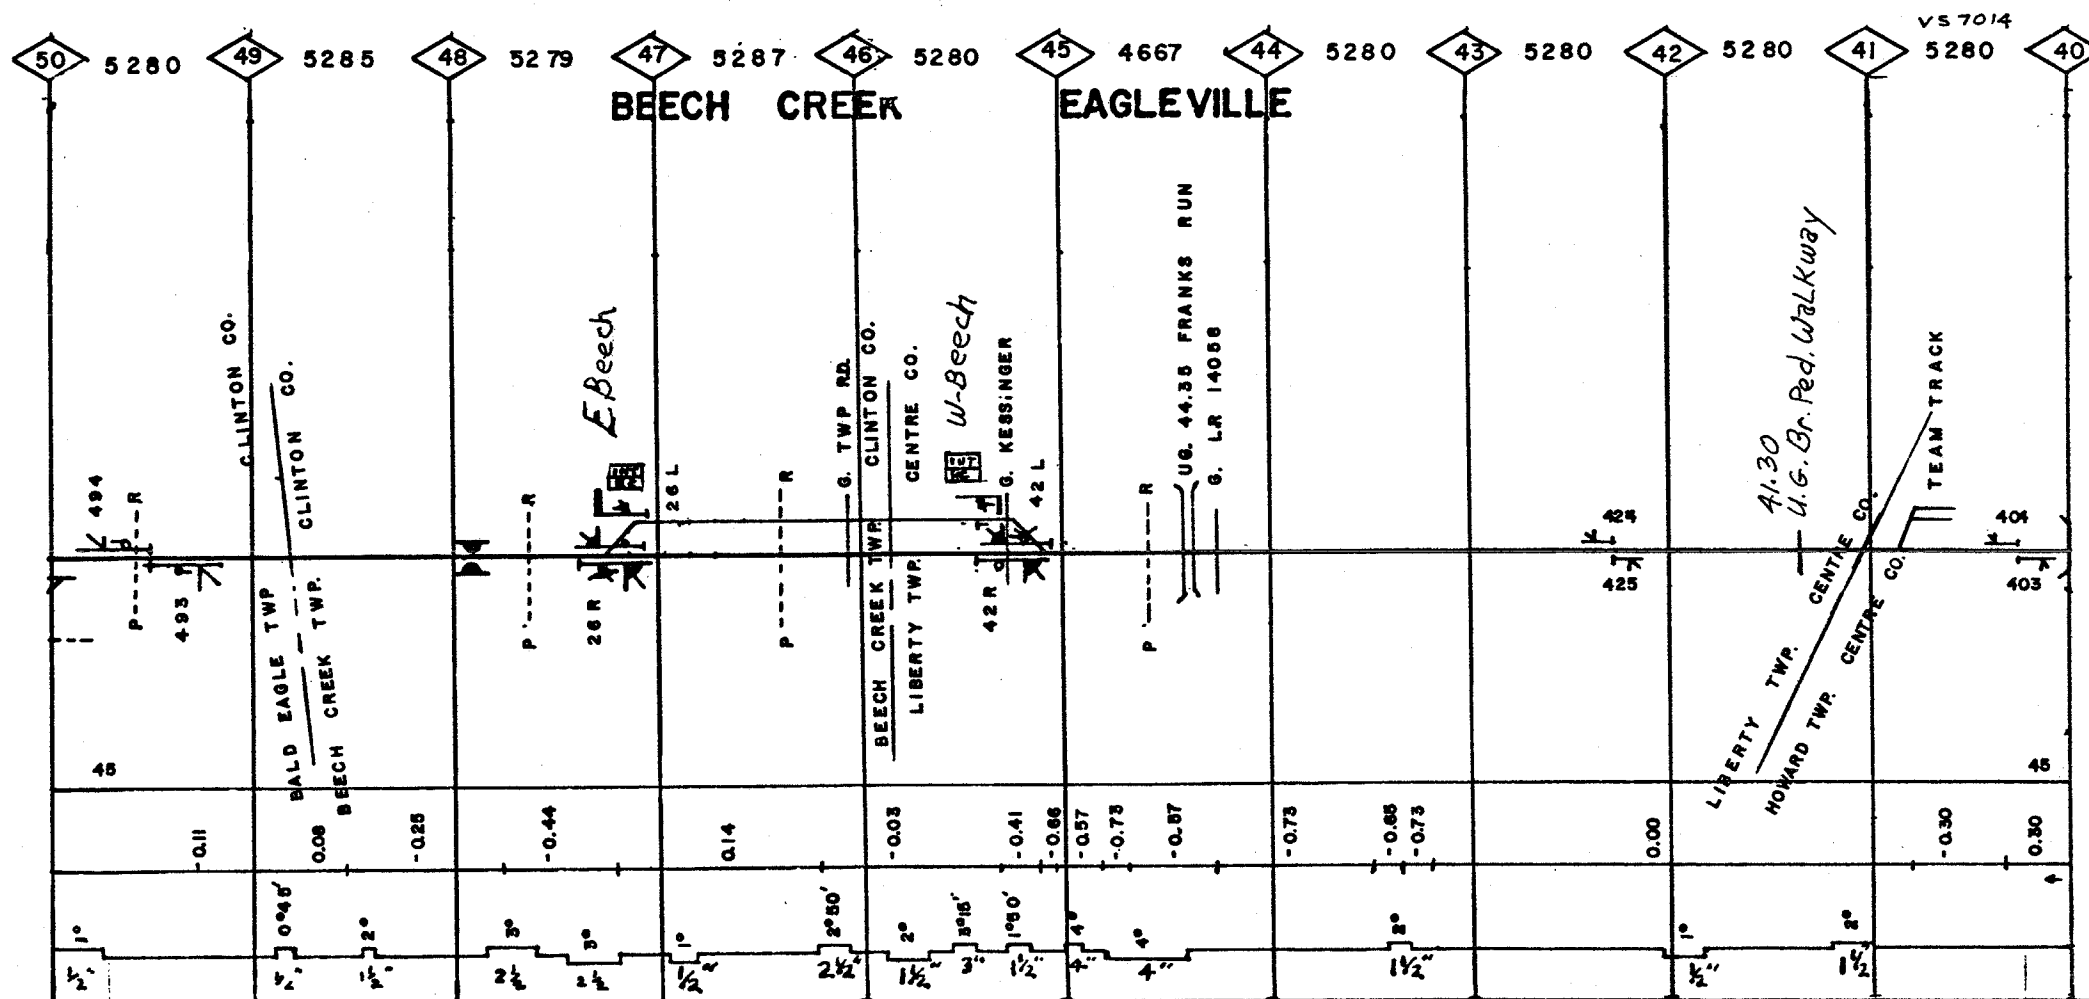 VS 7014
50 5280 49 5285 48 5279 47 5287 46 5280 45 4667 44 5280 43 5280 42 5280 41 5280 40
BEECH CREEK EAGLEVILLE
CLINTON CO.
CLINTON CO.
BALD EAGLE TWP
BEECH CREEK TWP.
494
P R
493
E Beech
P R
26 L
26 R
P R
G. TWP RD.
CLINTON CO.
CENTRE CO.
BEECH CREEK TWP.
LIBERTY TWP.
W-Beech
G. KESSINGER
42 L
42 R
P R
UG. 44.35 FRANKS RUN
G. LR 14058
424
425
41.30
U.G. Br. Ped. Walkway
CENTRE CO.
CENTRE CO.
LIBERTY TWP.
HOWARD TWP.
TEAM TRACK
404
403
45 45
-0.11 0.08 -0.25 -0.44 0.14 -0.03 -0.41 -0.66 -0.57 -0.73 -0.57 -0.73 -0.65 -0.73 0.00 -0.30 0.30
1° 0°45' 2° 3° 3° 1° 2°50' 2° 3°15' 1°50' 4° 4° 2° 1° 2°
½" ½" 1½" 2½ 2½ 1½" 2½" 1½" 3" 1½" 4" 4" 1½" ½" 1½"